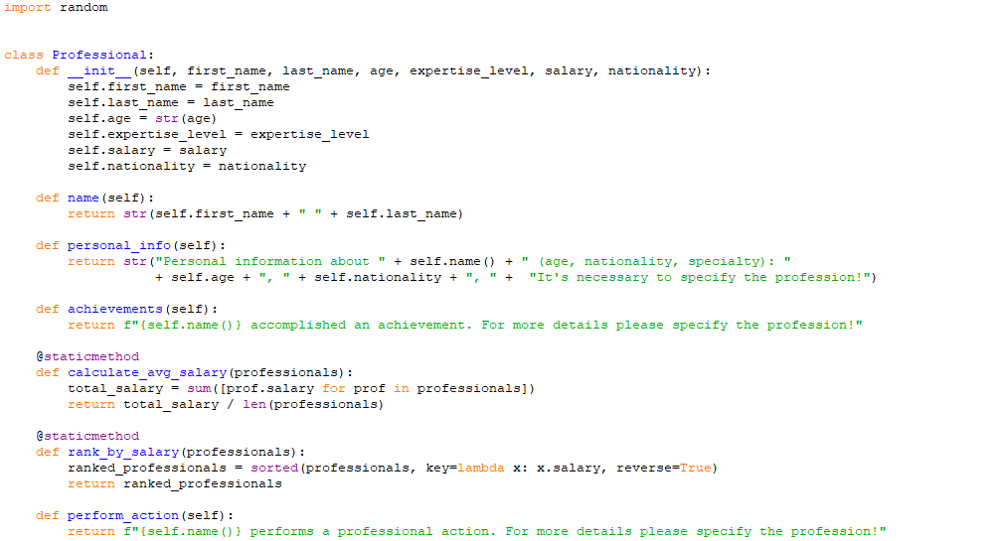 import random
class Professional:
    def __init__(self, first_name, last_name, age, expertise_level, salary, nationality):
        self.first_name = first_name
        self.last_name = last_name
        self.age = str(age)
        self.expertise_level = expertise_level
        self.salary = salary
        self.nationality = nationality
    def name(self):
        return str(self.first_name + " " + self.last_name)
    def personal_info(self):
        return str("Personal information about " + self.name() + " (age, nationality, specialty): "
                   + self.age + ", " + self.nationality + ", " +  "It's necessary to specify the profession!")
    def achievements(self):
        return f"{self.name()} accomplished an achievement. For more details please specify the profession!"
    @staticmethod
    def calculate_avg_salary(professionals):
        total_salary = sum([prof.salary for prof in professionals])
        return total_salary / len(professionals)
    @staticmethod
    def rank_by_salary(professionals):
        ranked_professionals = sorted(professionals, key=lambda x: x.salary, reverse=True)
        return ranked_professionals
    def perform_action(self):
        return f"{self.name()} performs a professional action. For more details please specify the profession!"